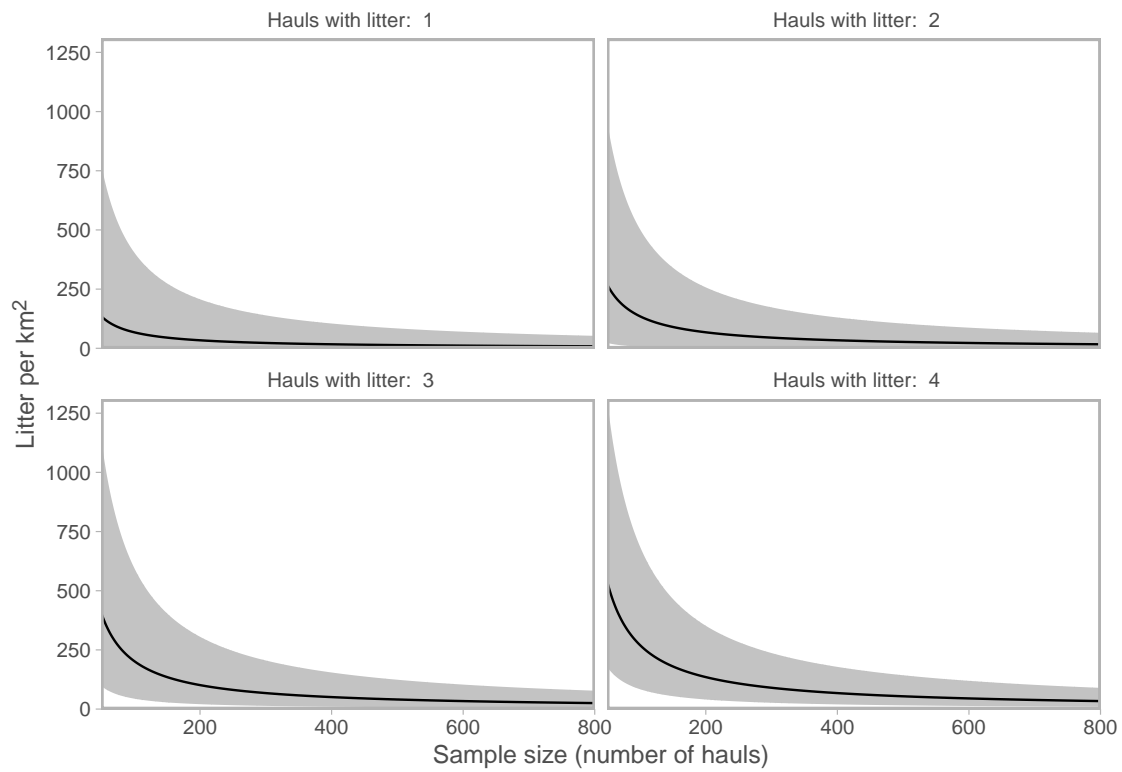 Hauls with litter: 1
Hauls with litter: 2
1250
1000
750
500
250
0
Hauls with litter: 3
Hauls with litter: 4
1250
1000
750
500
250
0
Litter per km²
200 400 600 800
200 400 600 800
Sample size (number of hauls)